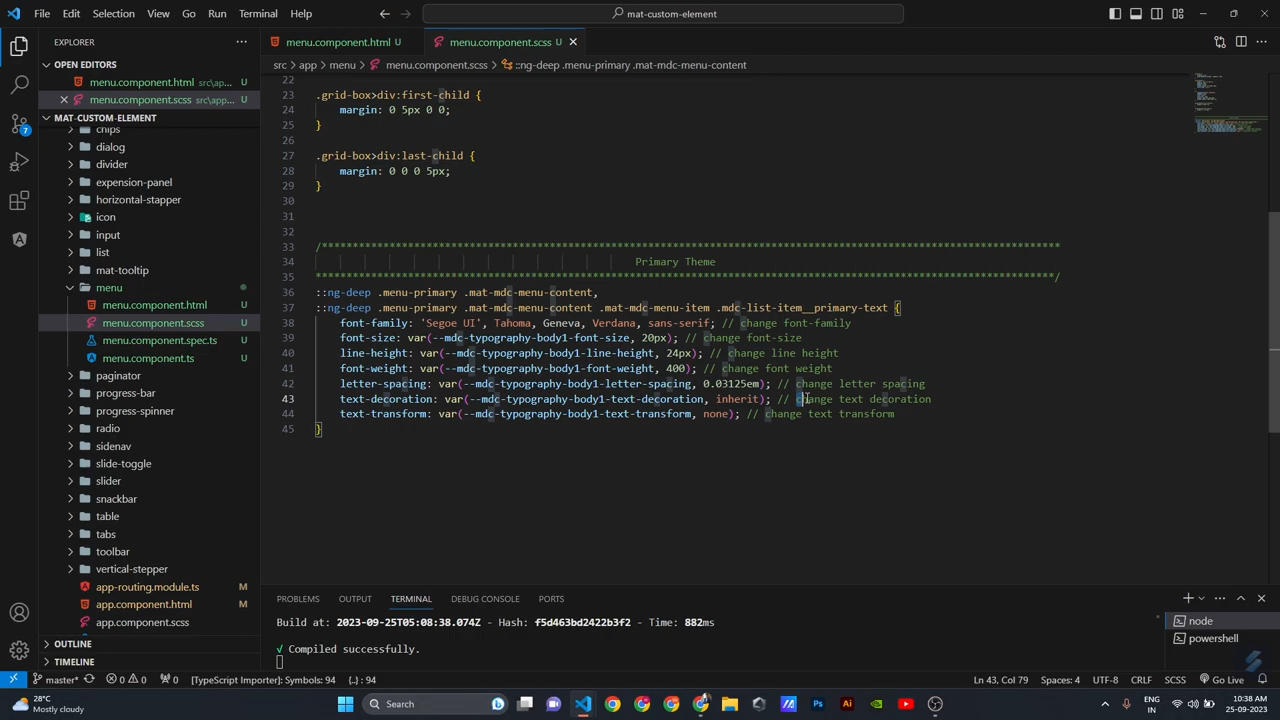 File Edit Selection View Go Run Terminal Help
mat-custom-element
EXPLORER
OPEN EDITORS
menu.component.html src\ap... U
menu.component.scss src\app... U
MAT-CUSTOM-ELEMENT
chips
dialog
divider
expension-panel
horizontal-stapper
icon
input
list
mat-tooltip
menu
menu.component.html U
menu.component.scss U
menu.component.spec.ts U
menu.component.ts U
paginator
progress-bar
progress-spinner
radio
sidenav
slide-toggle
slider
snackbar
table
tabs
toolbar
vertical-stepper
app-routing.module.ts M
app.component.html M
app.component.scss
OUTLINE
TIMELINE
menu.component.html U
menu.component.scss U
src > app > menu > menu.component.scss > ::ng-deep .menu-primary .mat-mdc-menu-content
22
23 .grid-box>div:first-child {
24 margin: 0 5px 0 0;
25 }
26
27 .grid-box>div:last-child {
28 margin: 0 0 0 5px;
29 }
30
31
32
33 /************************************************************************************************************************
34 Primary Theme
35 ************************************************************************************************************************/
36 ::ng-deep .menu-primary .mat-mdc-menu-content,
37 ::ng-deep .menu-primary .mat-mdc-menu-content .mat-mdc-menu-item .mdc-list-item__primary-text {
38 font-family: 'Segoe UI', Tahoma, Geneva, Verdana, sans-serif; // change font-family
39 font-size: var(--mdc-typography-body1-font-size, 20px); // change font-size
40 line-height: var(--mdc-typography-body1-line-height, 24px); // change line height
41 font-weight: var(--mdc-typography-body1-font-weight, 400); // change font weight
42 letter-spacing: var(--mdc-typography-body1-letter-spacing, 0.03125em); // change letter spacing
43 text-decoration: var(--mdc-typography-body1-text-decoration, inherit); // change text decoration
44 text-transform: var(--mdc-typography-body1-text-transform, none); // change text transform
45 }
PROBLEMS OUTPUT TERMINAL DEBUG CONSOLE PORTS
Build at: 2023-09-25T05:08:38.074Z - Hash: f5d463bd2422b3f2 - Time: 882ms
√ Compiled successfully.
node
powershell
7
master* 0 0 0 [TypeScript Importer]: Symbols: 94 {..} : 94 Ln 43, Col 79 Spaces: 4 UTF-8 CRLF SCSS Go Live
28°C
Mostly cloudy
Search
ENG
IN
10:38 AM
25-09-2023